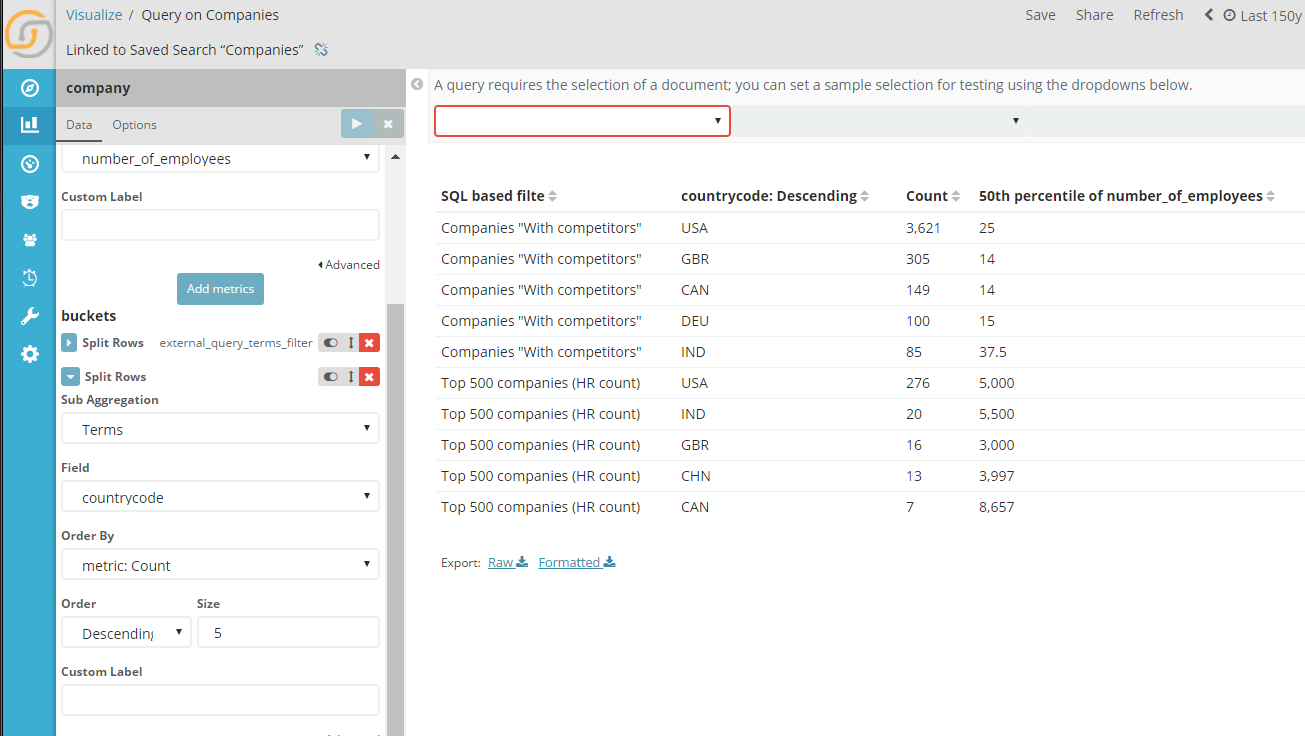 Visualize / Query on Companies
Save Share Refresh Last 150y
Linked to Saved Search “Companies”
company
Data Options
number_of_employees
Custom Label
Advanced
Add metrics
buckets
Split Rows external_query_terms_filter
Split Rows
Sub Aggregation
Terms
Field
countrycode
Order By
metric: Count
Order Size
Descending 5
Custom Label
A query requires the selection of a document; you can set a sample selection for testing using the dropdowns below.
SQL based filte countrycode: Descending Count 50th percentile of number_of_employees
Companies "With competitors" USA 3,621 25
Companies "With competitors" GBR 305 14
Companies "With competitors" CAN 149 14
Companies "With competitors" DEU 100 15
Companies "With competitors" IND 85 37.5
Top 500 companies (HR count) USA 276 5,000
Top 500 companies (HR count) IND 20 5,500
Top 500 companies (HR count) GBR 16 3,000
Top 500 companies (HR count) CHN 13 3,997
Top 500 companies (HR count) CAN 7 8,657
Export: Raw Formatted